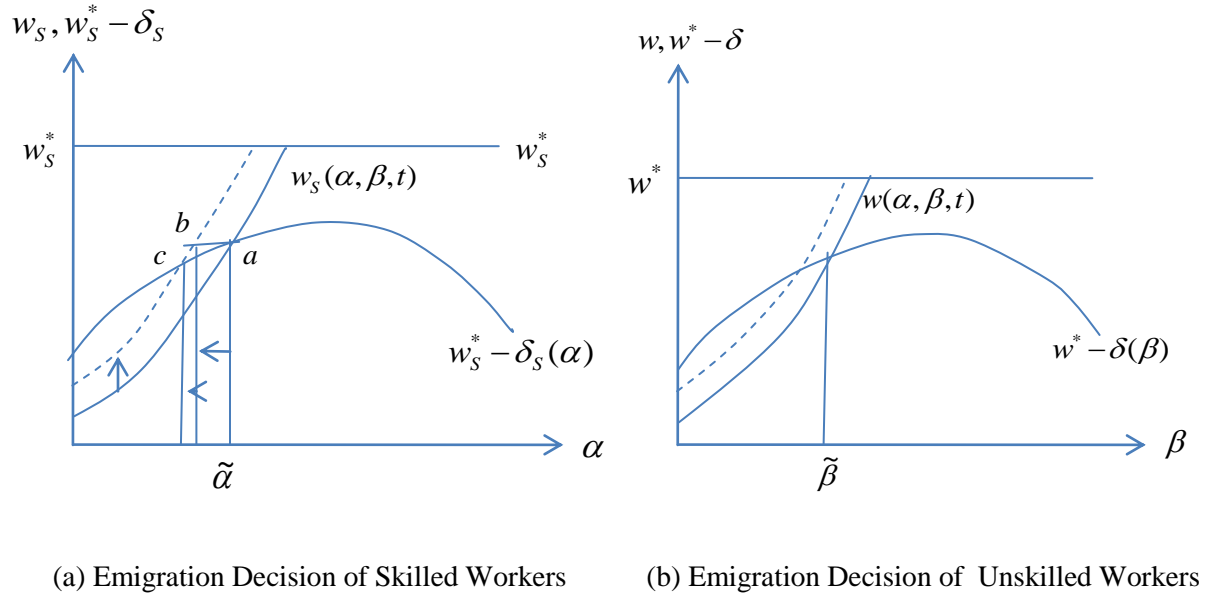 w_S, w_S^* − δ_S
w_S^*
w_S^*
w_S(α, β, t)
b
c
a
w_S^* − δ_S(α)
α
α̃
(a) Emigration Decision of Skilled Workers
w, w^* − δ
w^*
w(α, β, t)
w^* − δ(β)
β
β̃
(b) Emigration Decision of Unskilled Workers